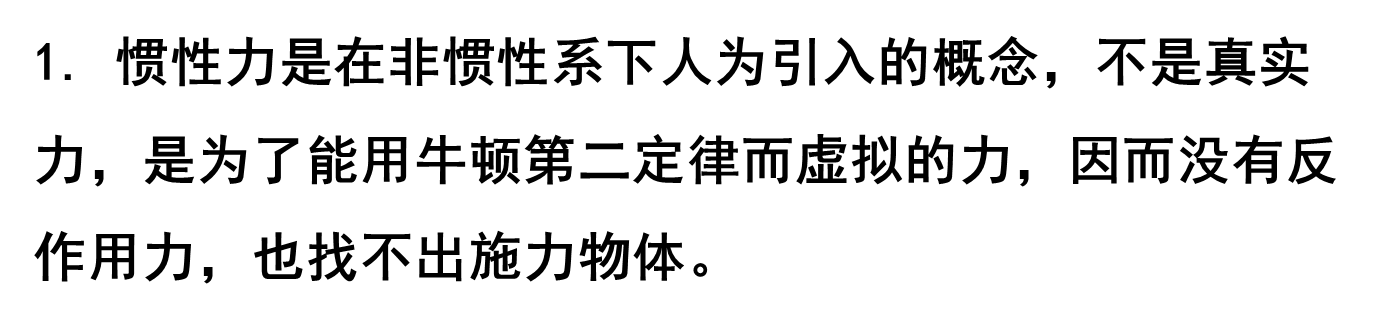 1. 惯性力是在非惯性系下人为引入的概念，不是真实
力，是为了能用牛顿第二定律而虚拟的力，因而没有反
作用力，也找不出施力物体。